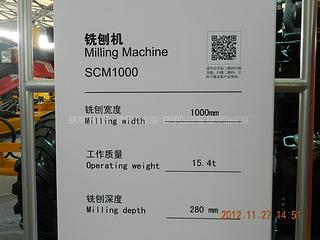 铣刨机
Milling Machine
SCM1000
铣刨宽度
Milling width 1000mm
工作质量
Operating weight 15.4t
铣刨深度
Milling depth 280 mm
2012.11.27 14:51